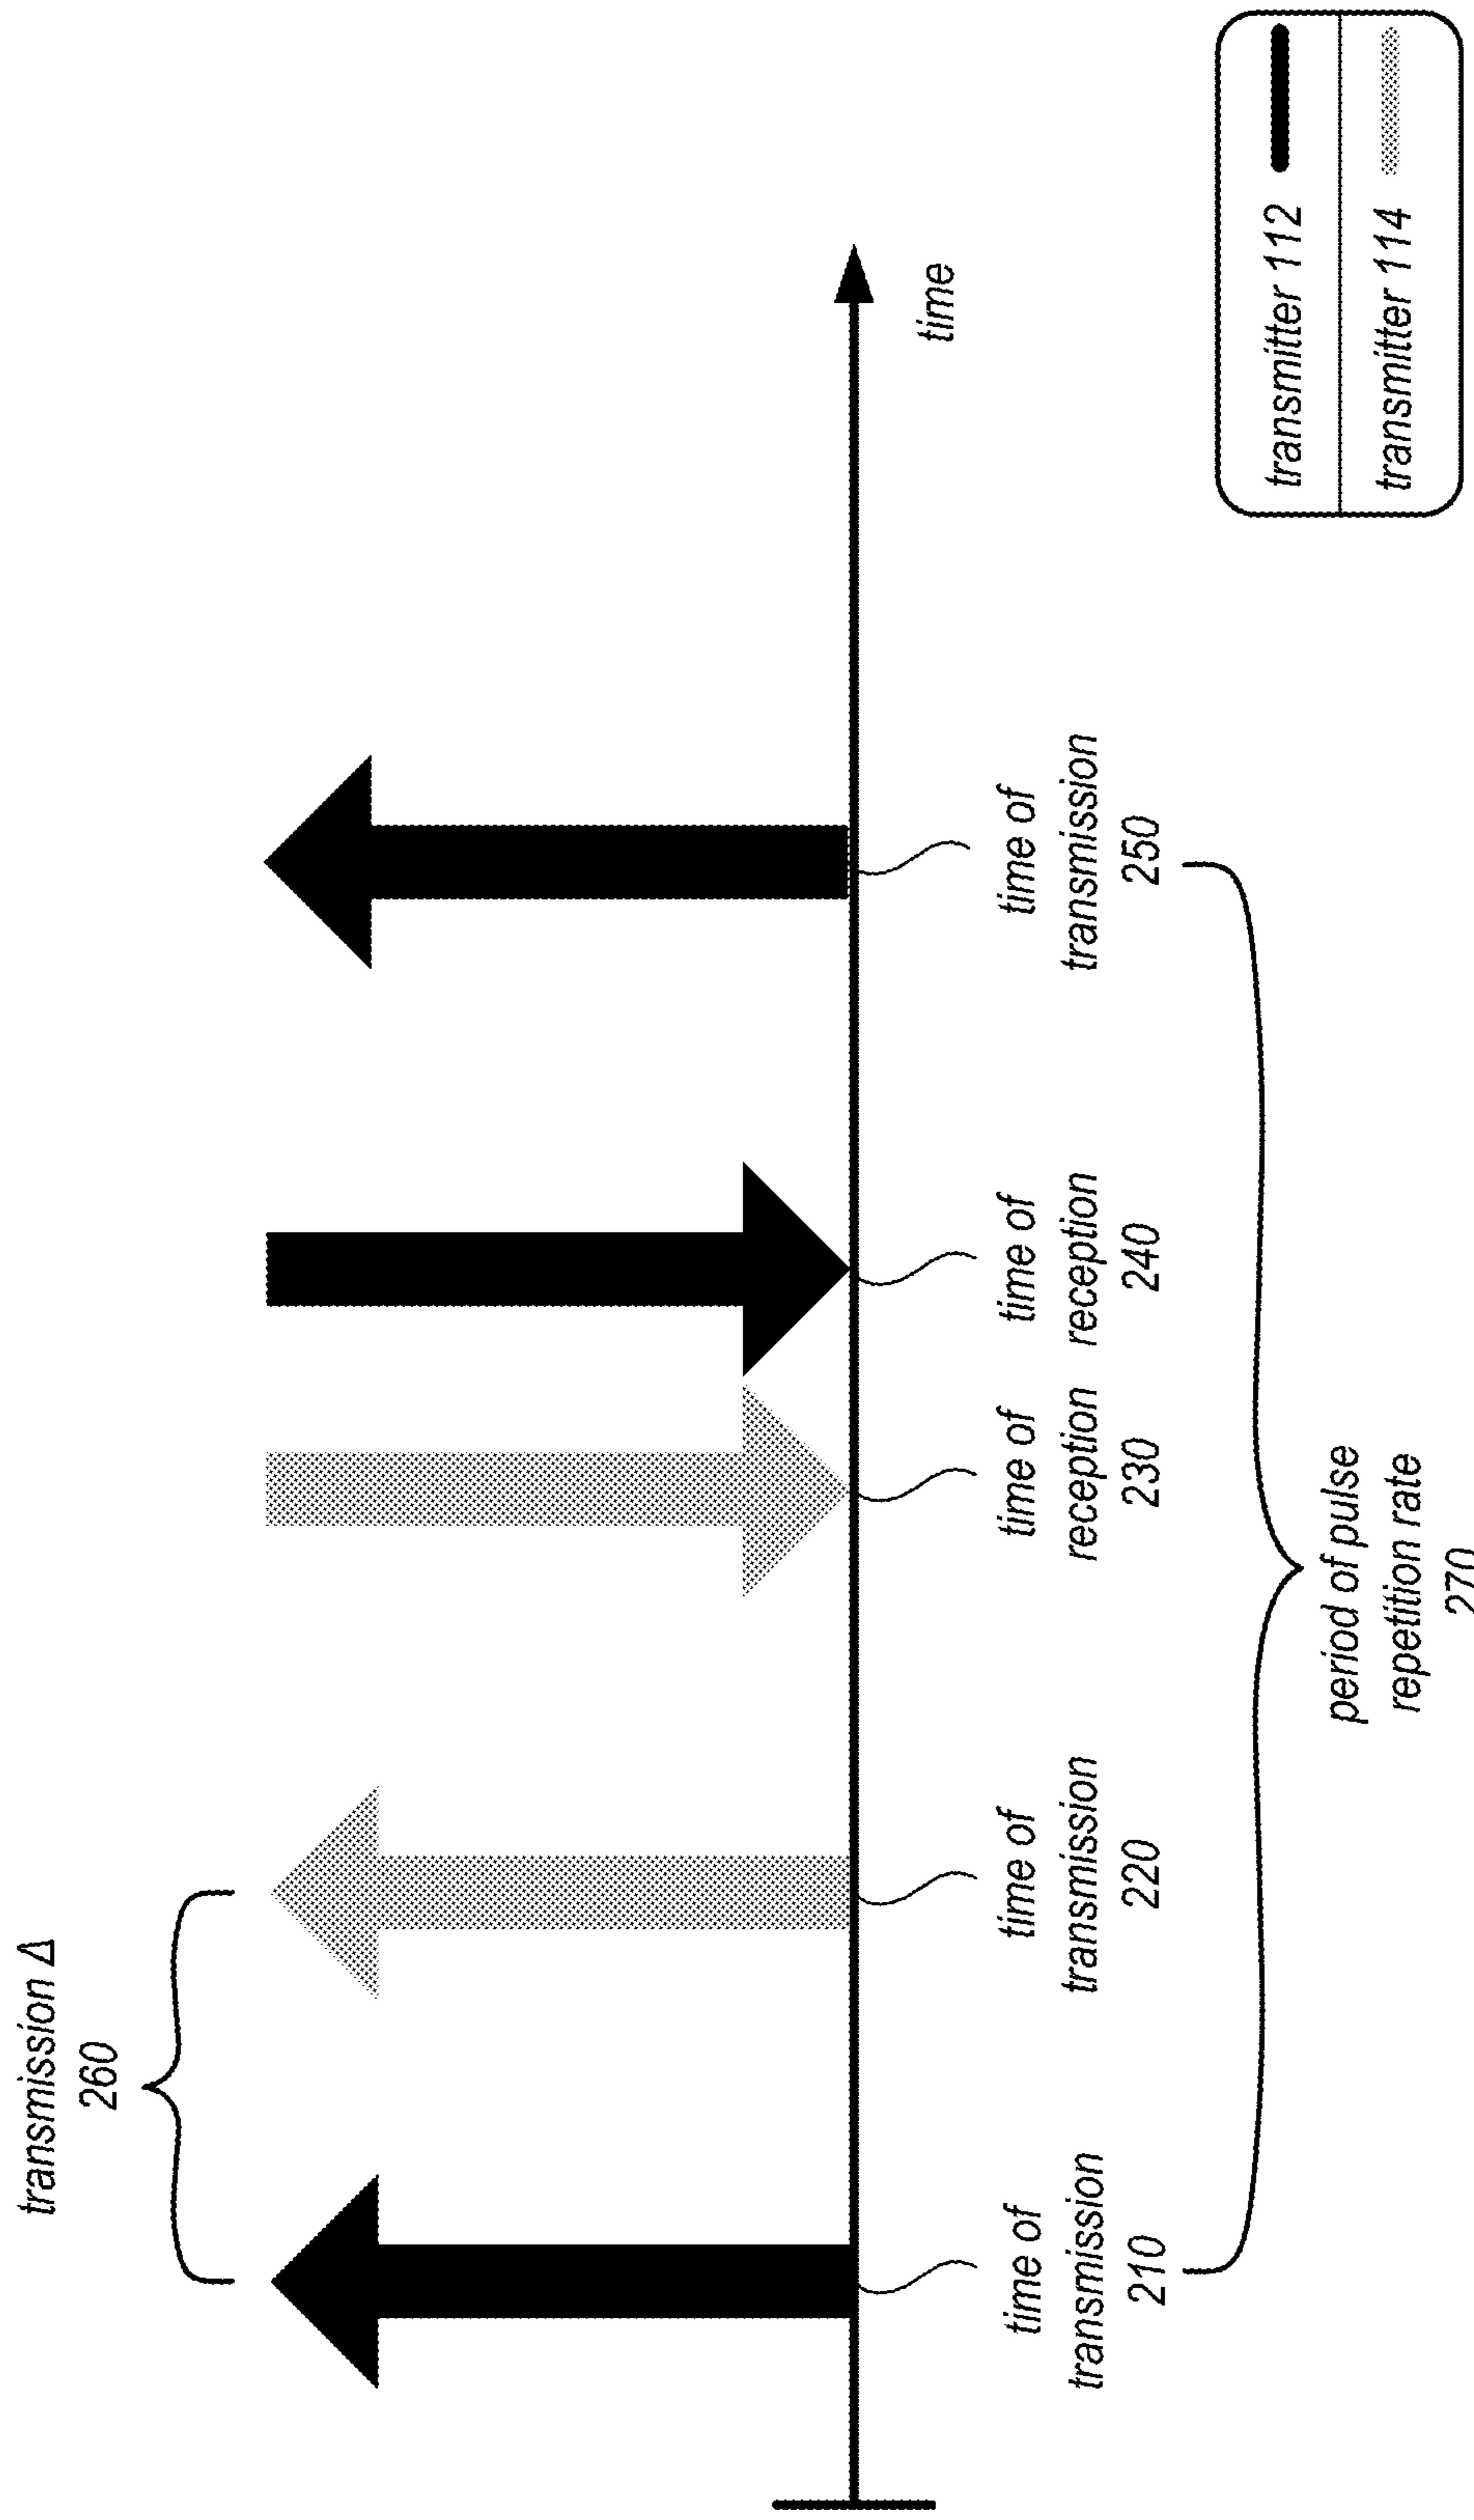 transmission Δ
260
time
time of
transmission
210
time of
transmission
220
time of
reception
230
time of
reception
240
time of
transmission
250
period of pulse
repetition rate
270
transmitter 112
transmitter 114